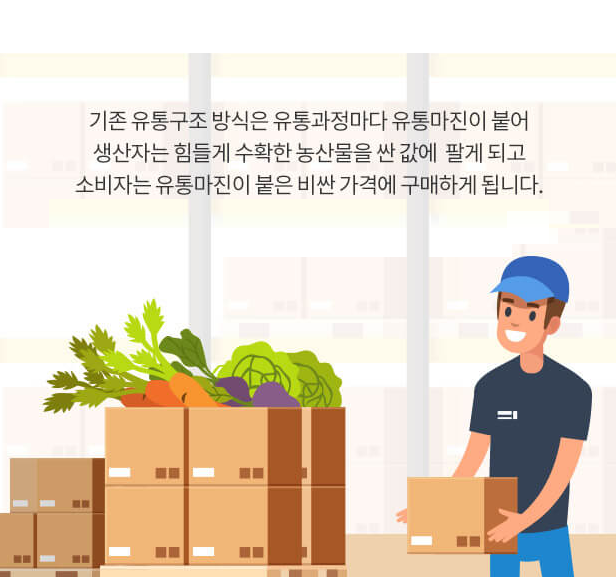 기존 유통구조 방식은 유통과정마다 유통마진이 붙어
생산자는 힘들게 수확한 농산물을 싼 값에 팔게 되고
소비자는 유통마진이 붙은 비싼 가격에 구매하게 됩니다.